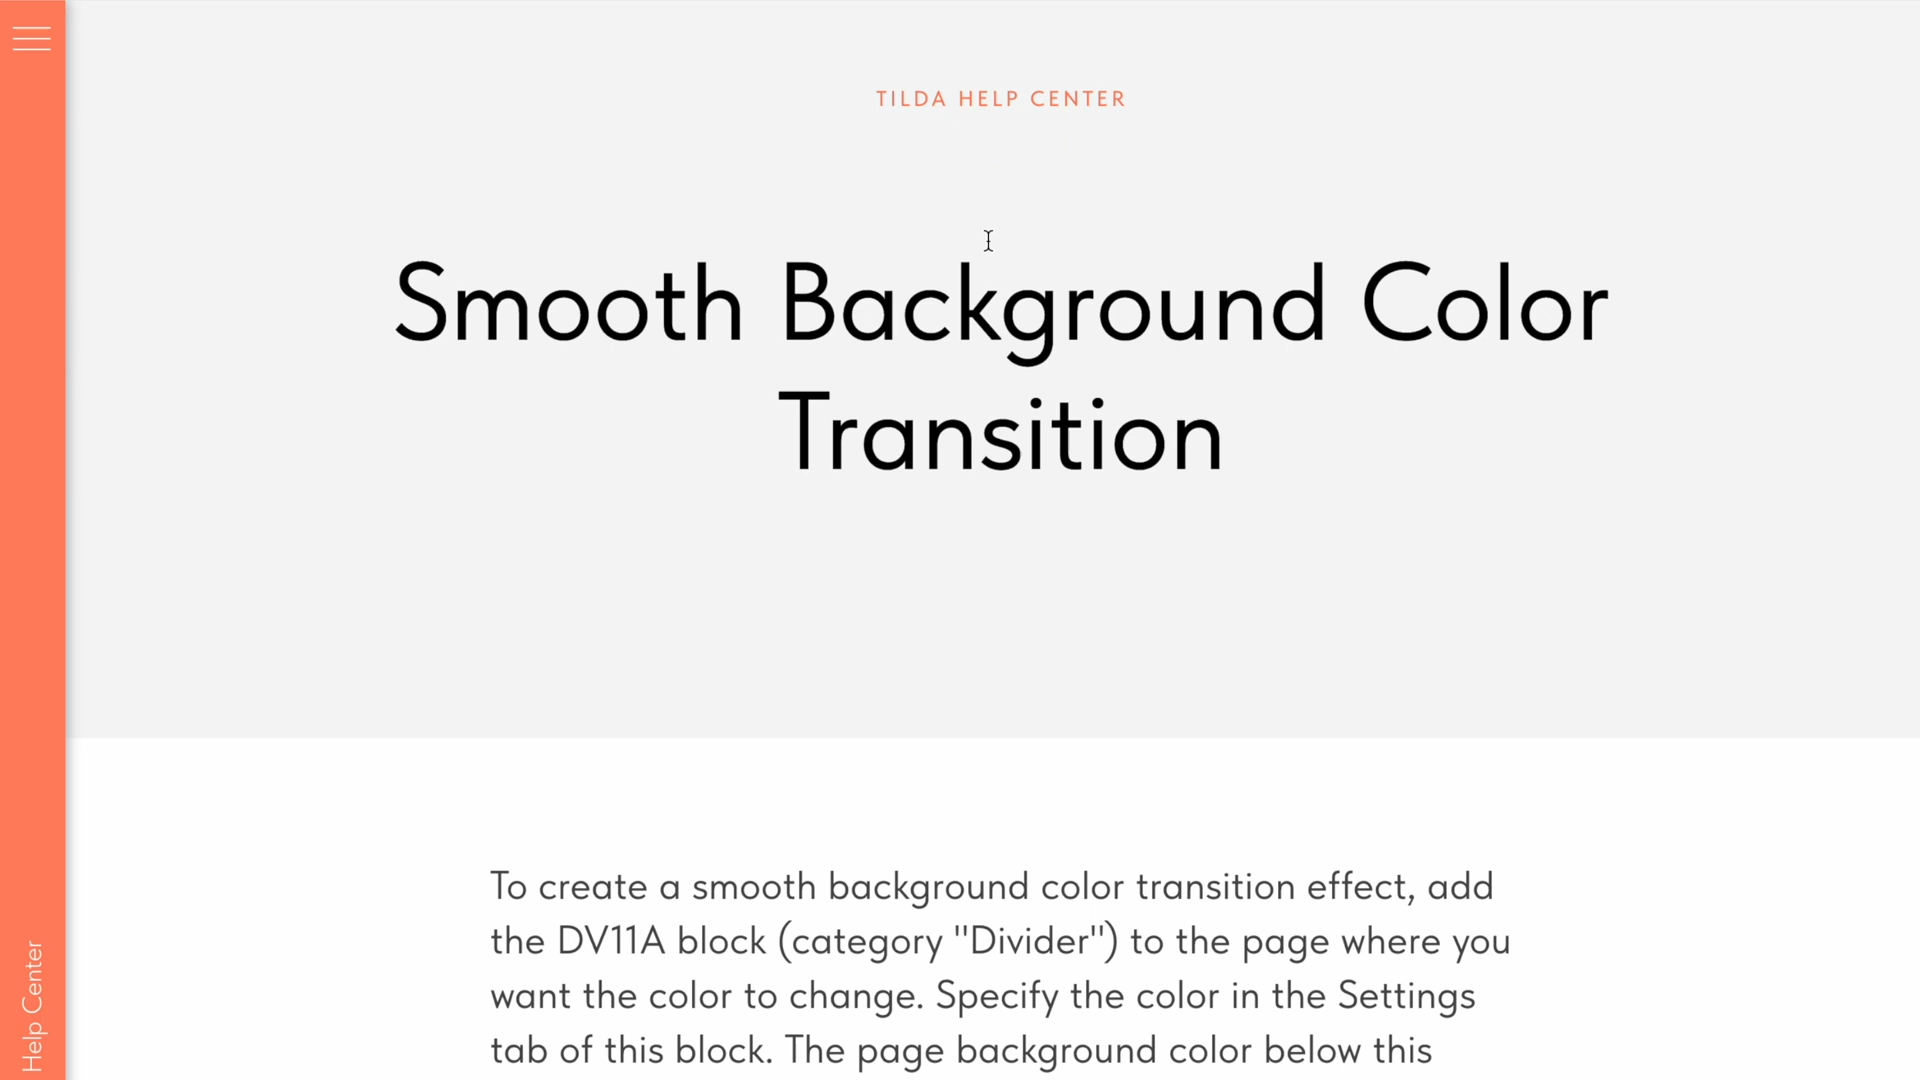 TILDA HELP CENTER
Smooth Background Color
Transition
To create a smooth background color transition effect, add
the DV11A block (category "Divider") to the page where you
want the color to change. Specify the color in the Settings
tab of this block. The page background color below this
Help Center